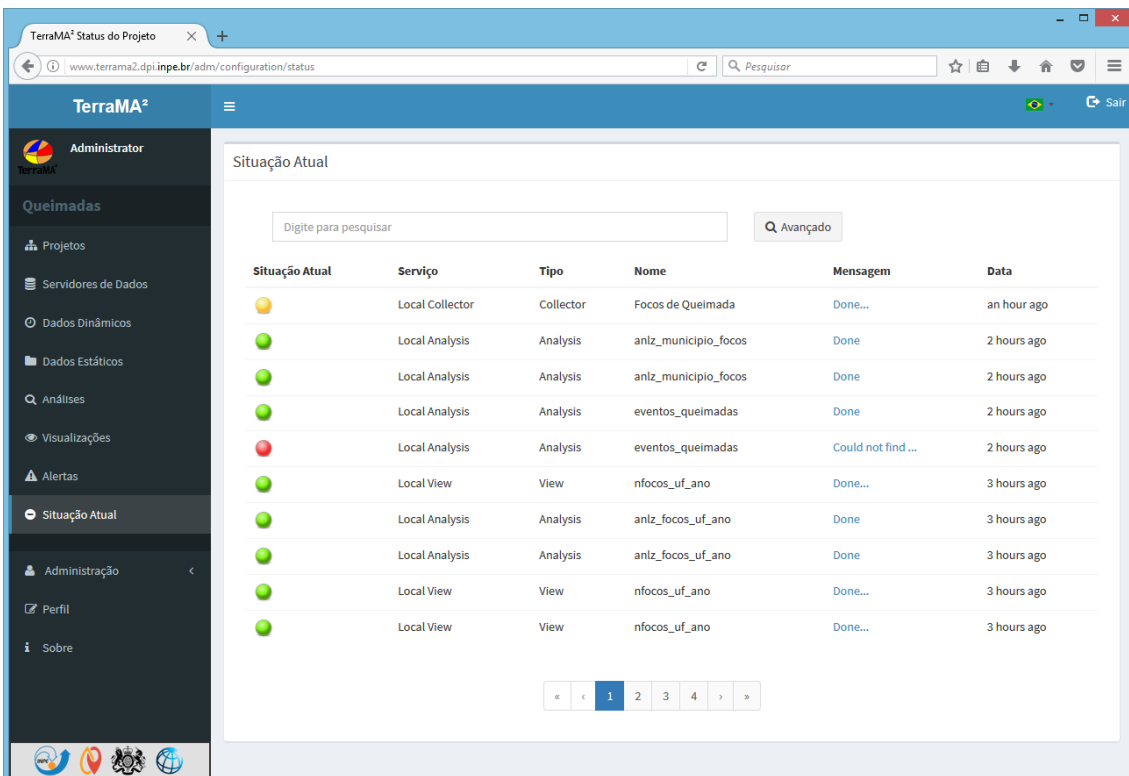 TerraMA² Status do Projeto
www.terrama2.dpi.inpe.br/adm/configuration/status
Pesquisar
TerraMA²
Sair
TerraMA²
Administrator
Queimadas
Projetos
Servidores de Dados
Dados Dinâmicos
Dados Estáticos
Análises
Visualizações
Alertas
Situação Atual
Administração
Perfil
Sobre
INPE
Situação Atual
Digite para pesquisar
Avançado
Situação Atual Serviço Tipo Nome Mensagem Data
Local Collector Collector Focos de Queimada Done... an hour ago
Local Analysis Analysis anlz_municipio_focos Done 2 hours ago
Local Analysis Analysis anlz_municipio_focos Done 2 hours ago
Local Analysis Analysis eventos_queimadas Done 2 hours ago
Local Analysis Analysis eventos_queimadas Could not find ... 2 hours ago
Local View View nfocos_uf_ano Done... 3 hours ago
Local Analysis Analysis anlz_focos_uf_ano Done 3 hours ago
Local Analysis Analysis anlz_focos_uf_ano Done 3 hours ago
Local View View nfocos_uf_ano Done... 3 hours ago
Local View View nfocos_uf_ano Done... 3 hours ago
« ‹ 1 2 3 4 › »